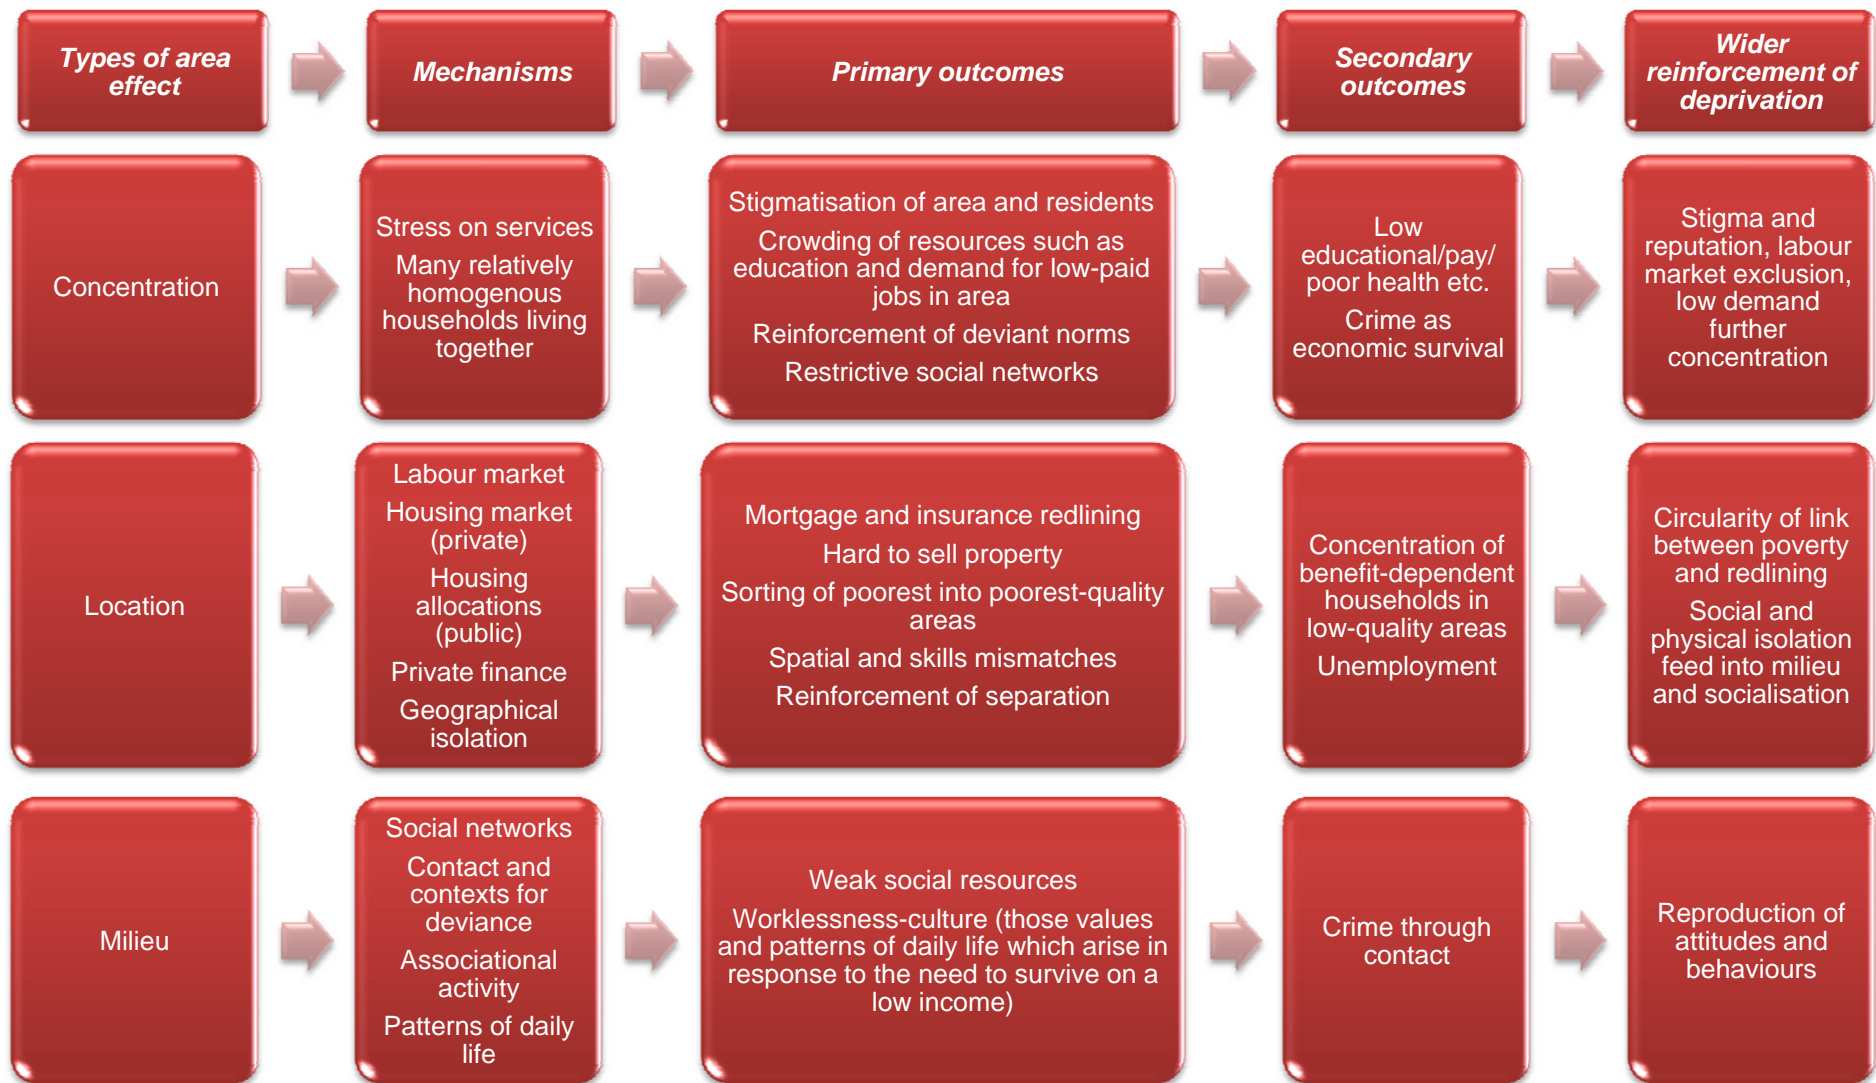 Types of area
effect
Mechanisms
Primary outcomes
Secondary
outcomes
Wider
reinforcement of
deprivation
Concentration
Stress on services
Many relatively
homogenous
households living
together
Stigmatisation of area and residents
Crowding of resources such as
education and demand for low-paid
jobs in area
Reinforcement of deviant norms
Restrictive social networks
Low
educational/pay/
poor health etc.
Crime as
economic survival
Stigma and
reputation, labour
market exclusion,
low demand
further
concentration
Location
Labour market
Housing market
(private)
Housing
allocations
(public)
Private finance
Geographical
isolation
Mortgage and insurance redlining
Hard to sell property
Sorting of poorest into poorest-quality
areas
Spatial and skills mismatches
Reinforcement of separation
Concentration of
benefit-dependent
households in
low-quality areas
Unemployment
Circularity of link
between poverty
and redlining
Social and
physical isolation
feed into milieu
and socialisation
Milieu
Social networks
Contact and
contexts for
deviance
Associational
activity
Patterns of daily
life
Weak social resources
Worklessness-culture (those values
and patterns of daily life which arise in
response to the need to survive on a
low income)
Crime through
contact
Reproduction of
attitudes and
behaviours